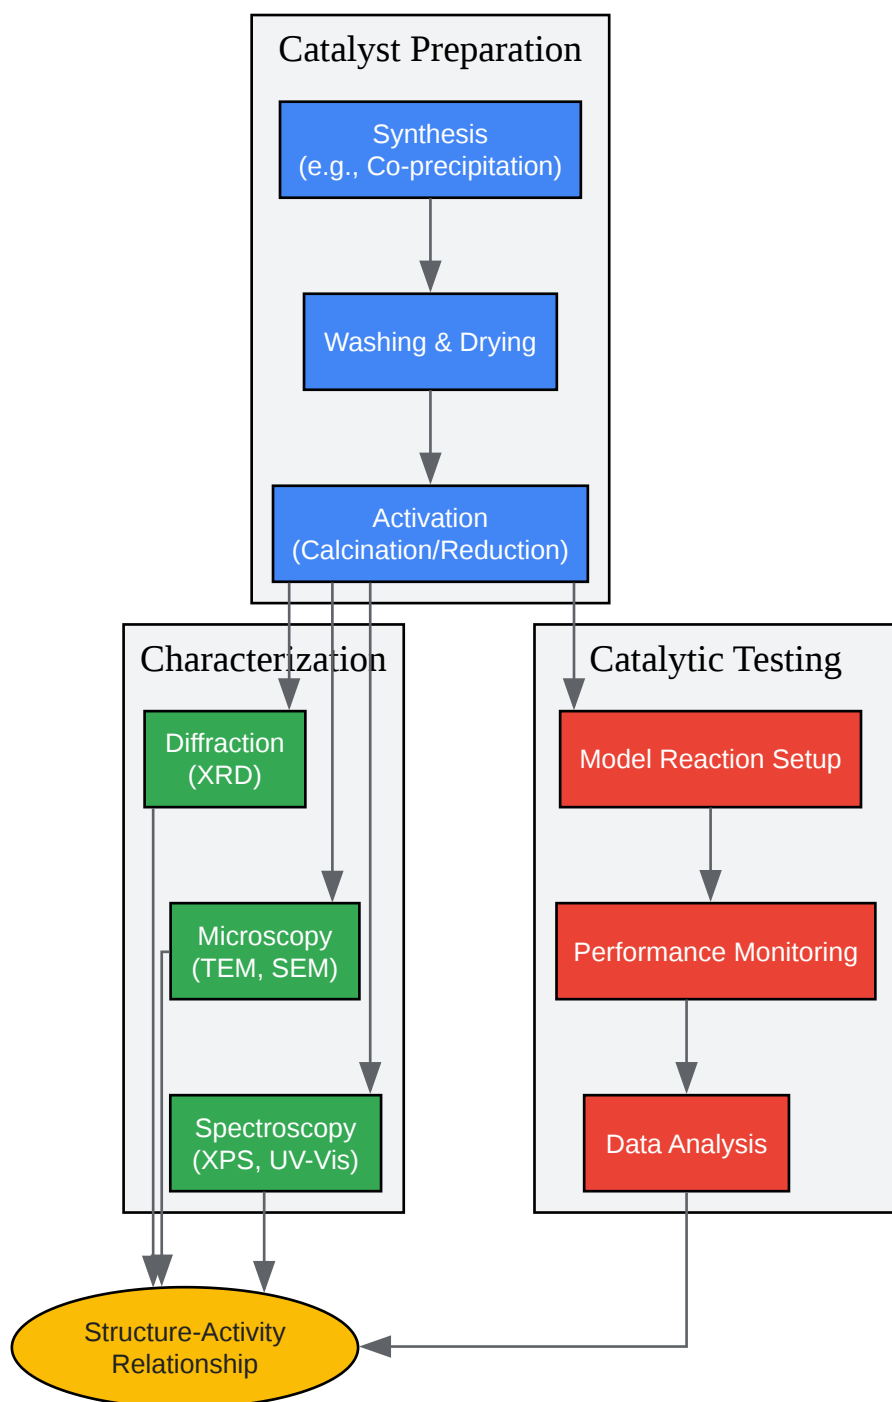 Catalyst Preparation
Synthesis
(e.g., Co-precipitation)
Washing & Drying
Activation
(Calcination/Reduction)
Characterization
Diffraction
(XRD)
Microscopy
(TEM, SEM)
Spectroscopy
(XPS, UV-Vis)
Catalytic Testing
Model Reaction Setup
Performance Monitoring
Data Analysis
Structure-Activity
Relationship